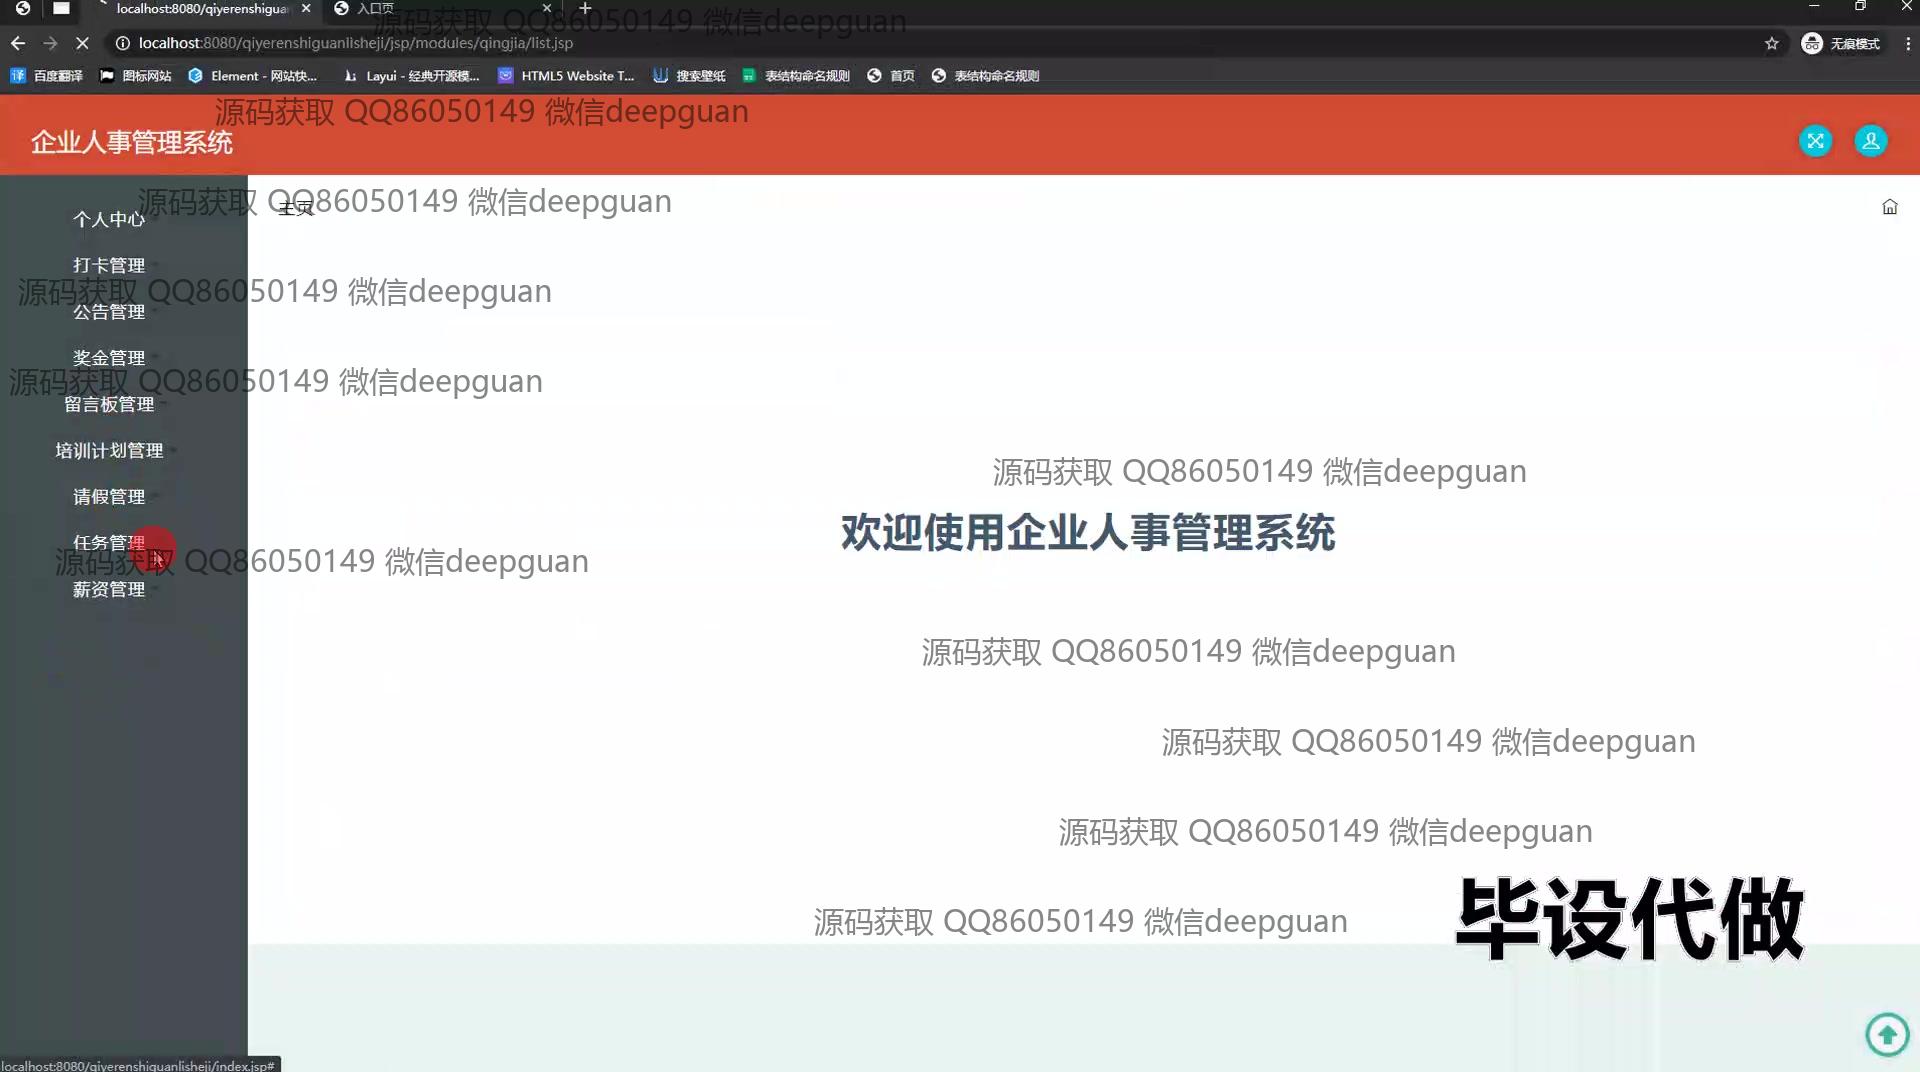 localhost:8080/qiyerenshiguan
入口页
源码获取 QQ86050149 微信deepguan
localhost:8080/qiyerenshiguanlisheji/jsp/modules/qingjia/list.jsp
无痕模式
百度翻译
图标网站
Element - 网站快...
Layui - 经典开源模...
HTML5 Website T...
搜索壁纸
表结构命名规则
首页
表结构命名规则
源码获取 QQ86050149 微信deepguan
企业人事管理系统
源码获取 QQ86050149 微信deepguan
主页
个人中心
打卡管理
源码获取 QQ86050149 微信deepguan
公告管理
奖金管理
源码获取 QQ86050149 微信deepguan
留言板管理
培训计划管理
源码获取 QQ86050149 微信deepguan
请假管理
欢迎使用企业人事管理系统
任务管理
源码获取 QQ86050149 微信deepguan
薪资管理
源码获取 QQ86050149 微信deepguan
源码获取 QQ86050149 微信deepguan
源码获取 QQ86050149 微信deepguan
源码获取 QQ86050149 微信deepguan
毕设代做
localhost:8080/qiyerenshiguanlisheji/index.jsp#